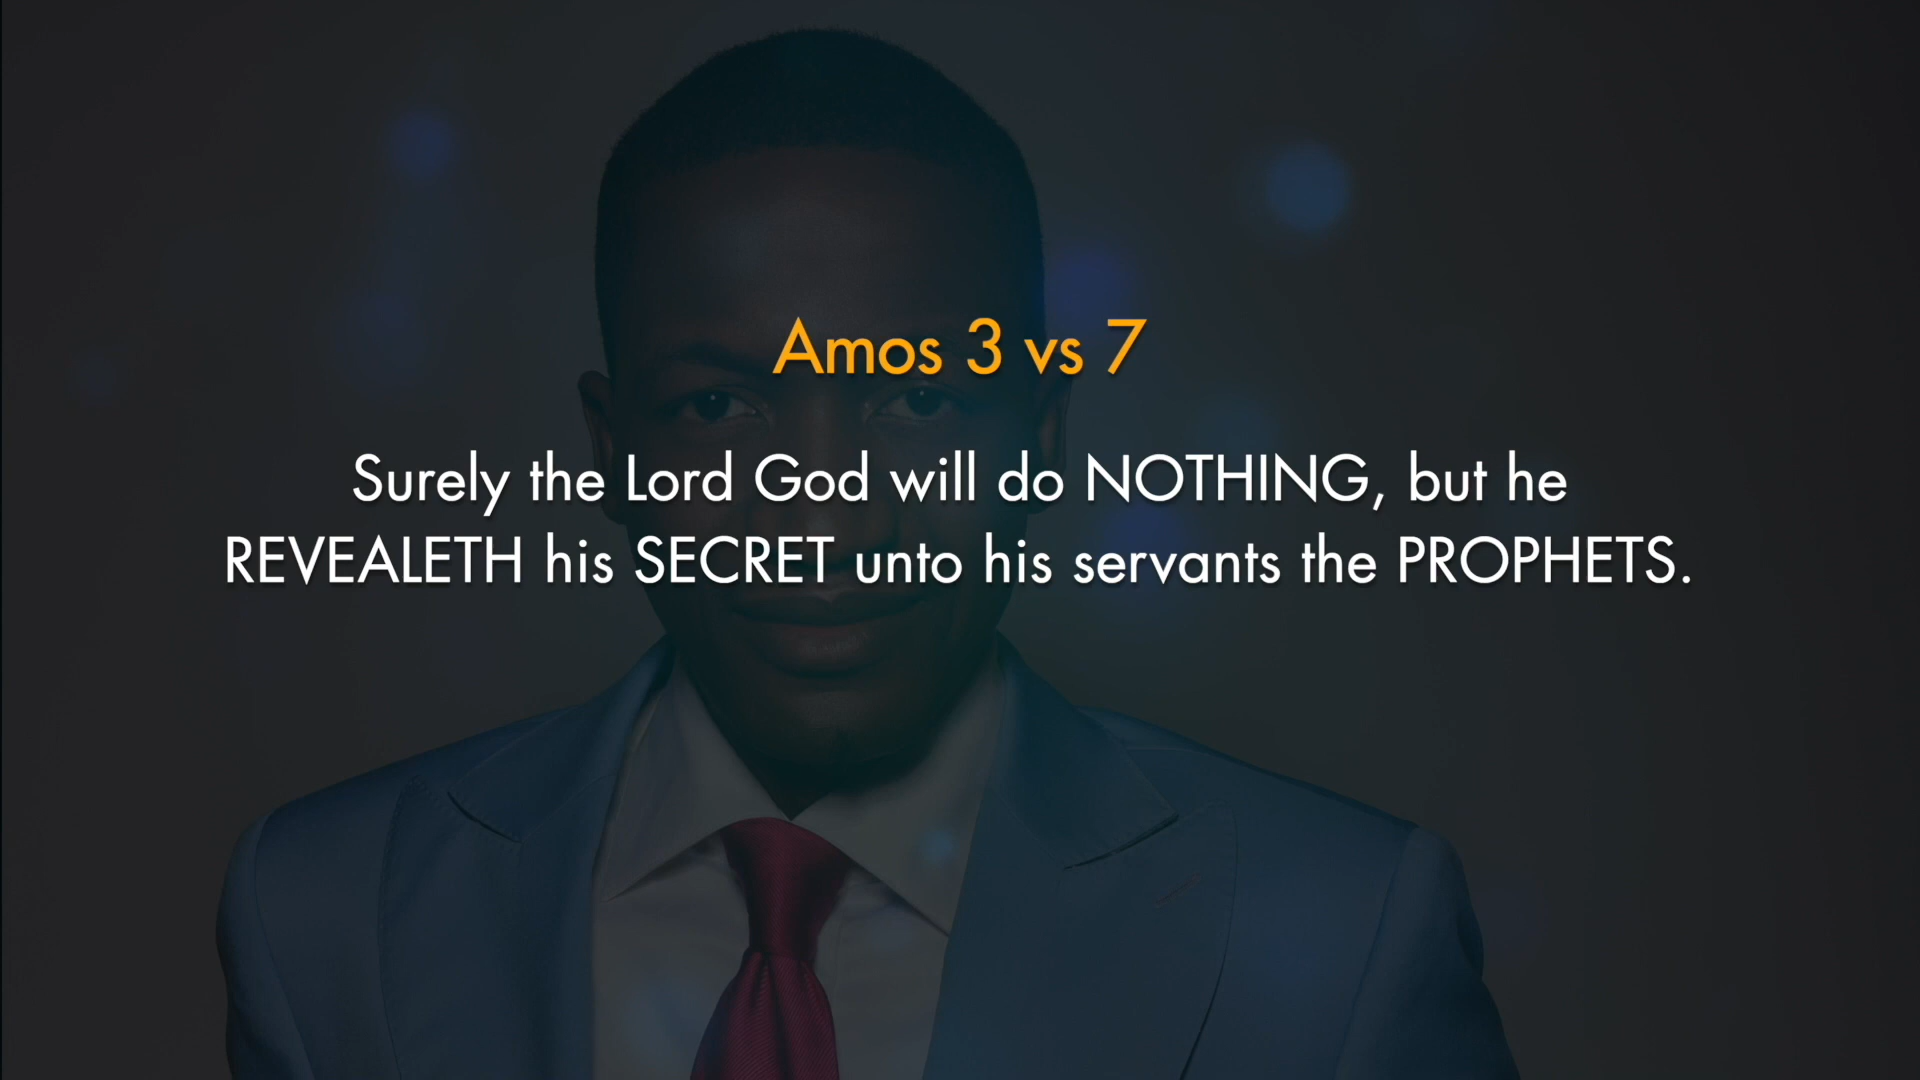 Amos 3 vs 7
Surely the Lord God will do NOTHING, but he
REVEALETH his SECRET unto his servants the PROPHETS.